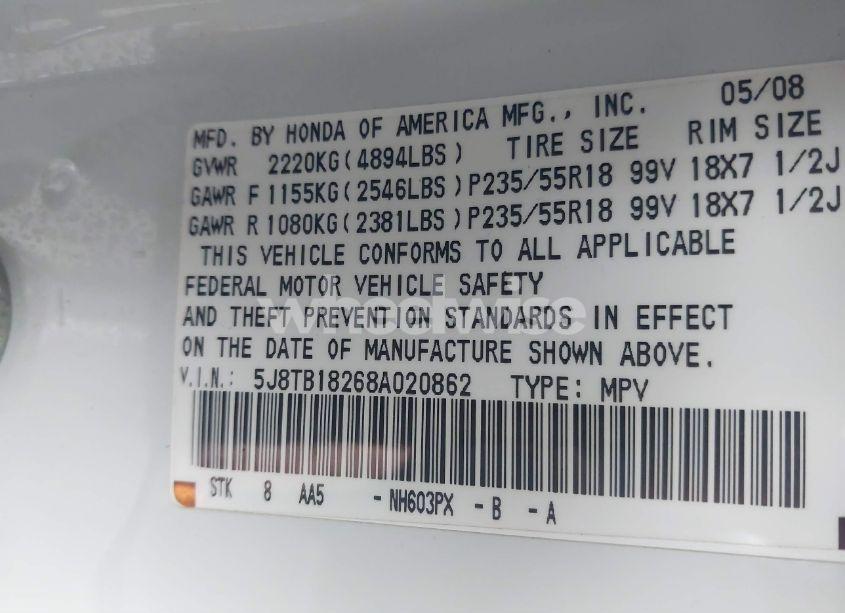 MFD. BY HONDA OF AMERICA MFG., INC. 05/08
GVWR 2220KG(4894LBS) TIRE SIZE RIM SIZE
GAWR F 1155KG(2546LBS) P235/55R18 99V 18X7 1/2J
GAWR R 1080KG(2381LBS) P235/55R18 99V 18X7 1/2J
THIS VEHICLE CONFORMS TO ALL APPLICABLE
FEDERAL MOTOR VEHICLE SAFETY
AND THEFT PREVENTION STANDARDS IN EFFECT
ON THE DATE OF MANUFACTURE SHOWN ABOVE.
V.I.N.: 5J8TB18268A020862 TYPE: MPV
STK 8 AA5 - NH603PX - B - A
wheelwise